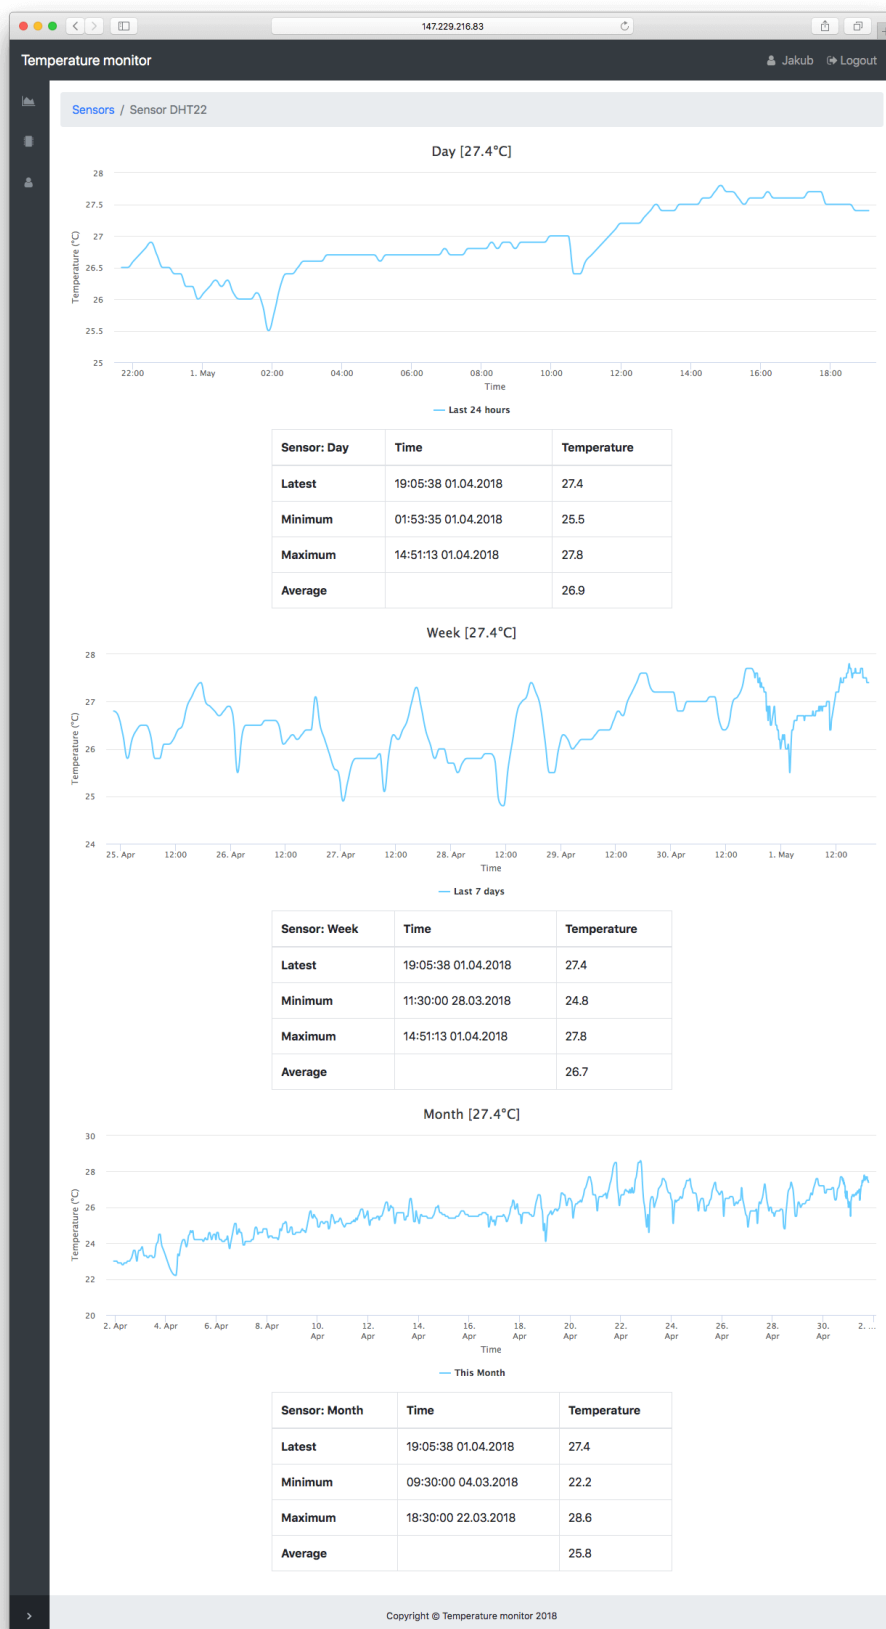 147.229.216.83
Temperature monitor
Jakub Logout
Sensors / Sensor DHT22
Day [27.4°C]
28
27.5
27
26.5
26
25.5
25
Temperature (°C)
22:00 1. May 02:00 04:00 06:00 08:00 10:00 12:00 14:00 16:00 18:00
Time
Last 24 hours
Sensor: Day Time Temperature
Latest 19:05:38 01.04.2018 27.4
Minimum 01:53:35 01.04.2018 25.5
Maximum 14:51:13 01.04.2018 27.8
Average 26.9
Week [27.4°C]
28
27
26
25
24
Temperature (°C)
25. Apr 12:00 26. Apr 12:00 27. Apr 12:00 28. Apr 12:00 29. Apr 12:00 30. Apr 12:00 1. May 12:00
Time
Last 7 days
Sensor: Week Time Temperature
Latest 19:05:38 01.04.2018 27.4
Minimum 11:30:00 28.03.2018 24.8
Maximum 14:51:13 01.04.2018 27.8
Average 26.7
Month [27.4°C]
30
28
26
24
22
20
Temperature (°C)
2. Apr 4. Apr 6. Apr 8. Apr 10. Apr 12. Apr 14. Apr 16. Apr 18. Apr 20. Apr 22. Apr 24. Apr 26. Apr 28. Apr 30. Apr 2. ...
Time
This Month
Sensor: Month Time Temperature
Latest 19:05:38 01.04.2018 27.4
Minimum 09:30:00 04.03.2018 22.2
Maximum 18:30:00 22.03.2018 28.6
Average 25.8
Copyright © Temperature monitor 2018